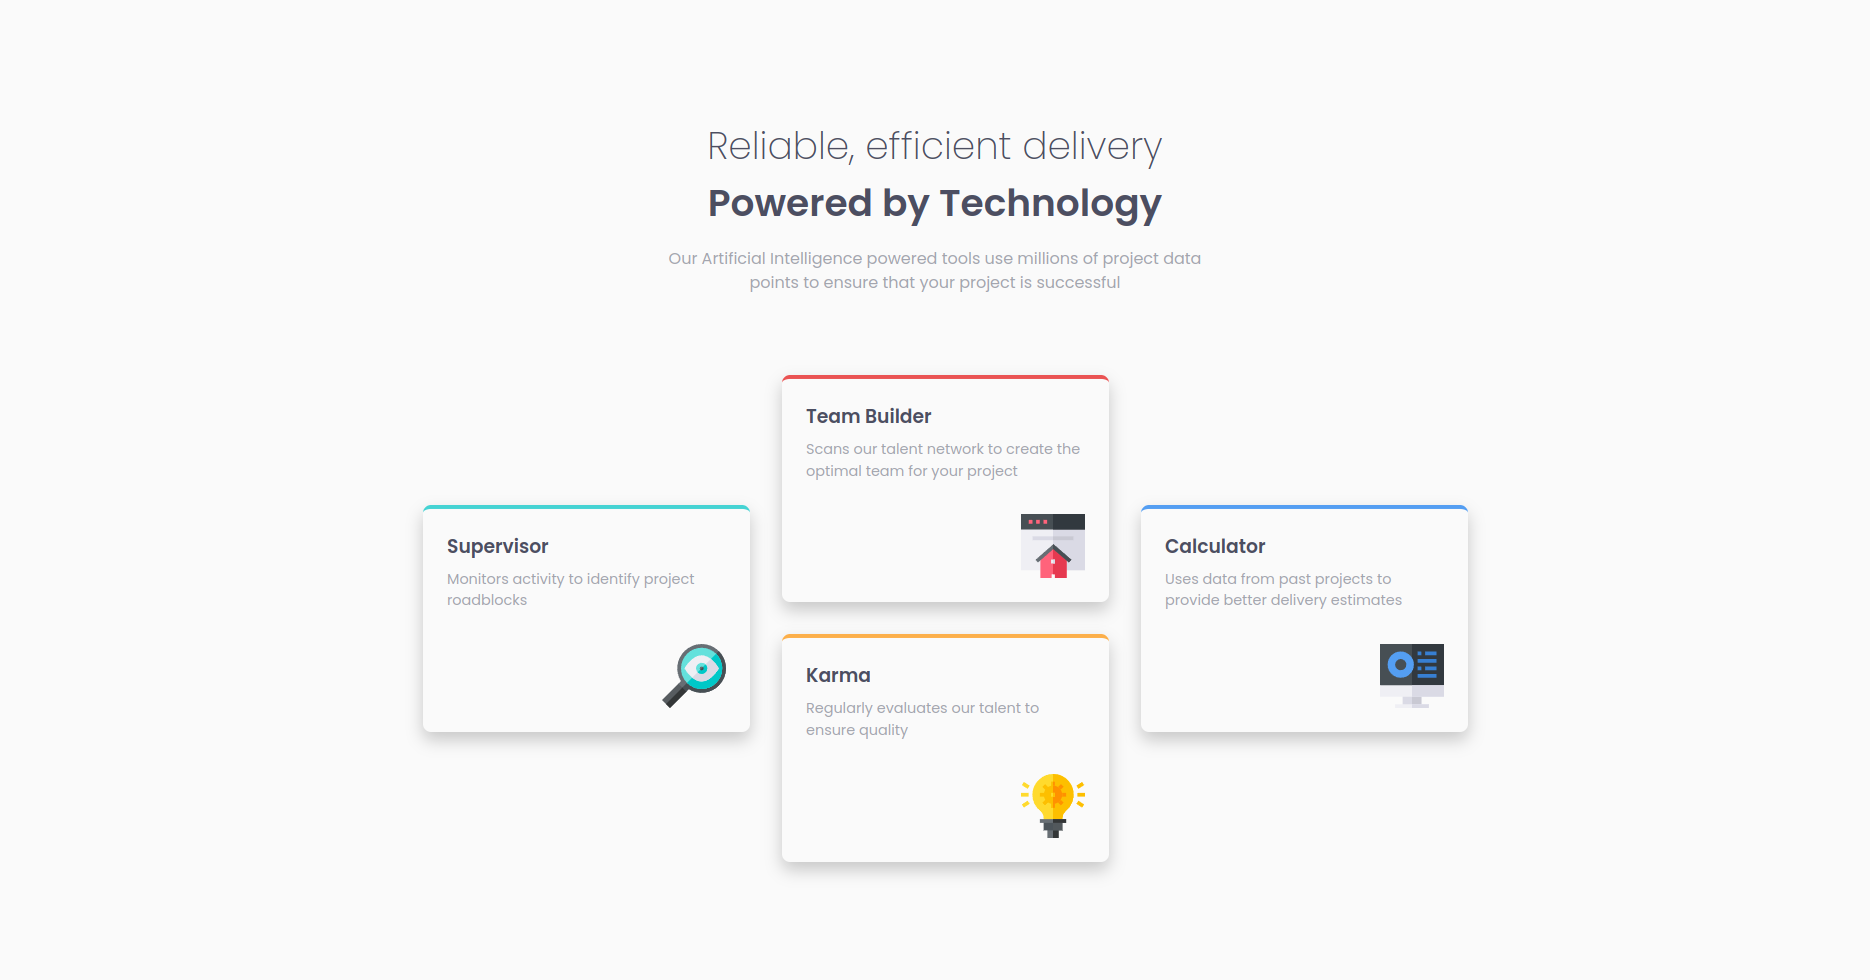 Reliable, efficient delivery
Powered by Technology
Our Artificial Intelligence powered tools use millions of project data
points to ensure that your project is successful
Supervisor
Monitors activity to identify project
roadblocks
Team Builder
Scans our talent network to create the
optimal team for your project
Karma
Regularly evaluates our talent to
ensure quality
Calculator
Uses data from past projects to
provide better delivery estimates